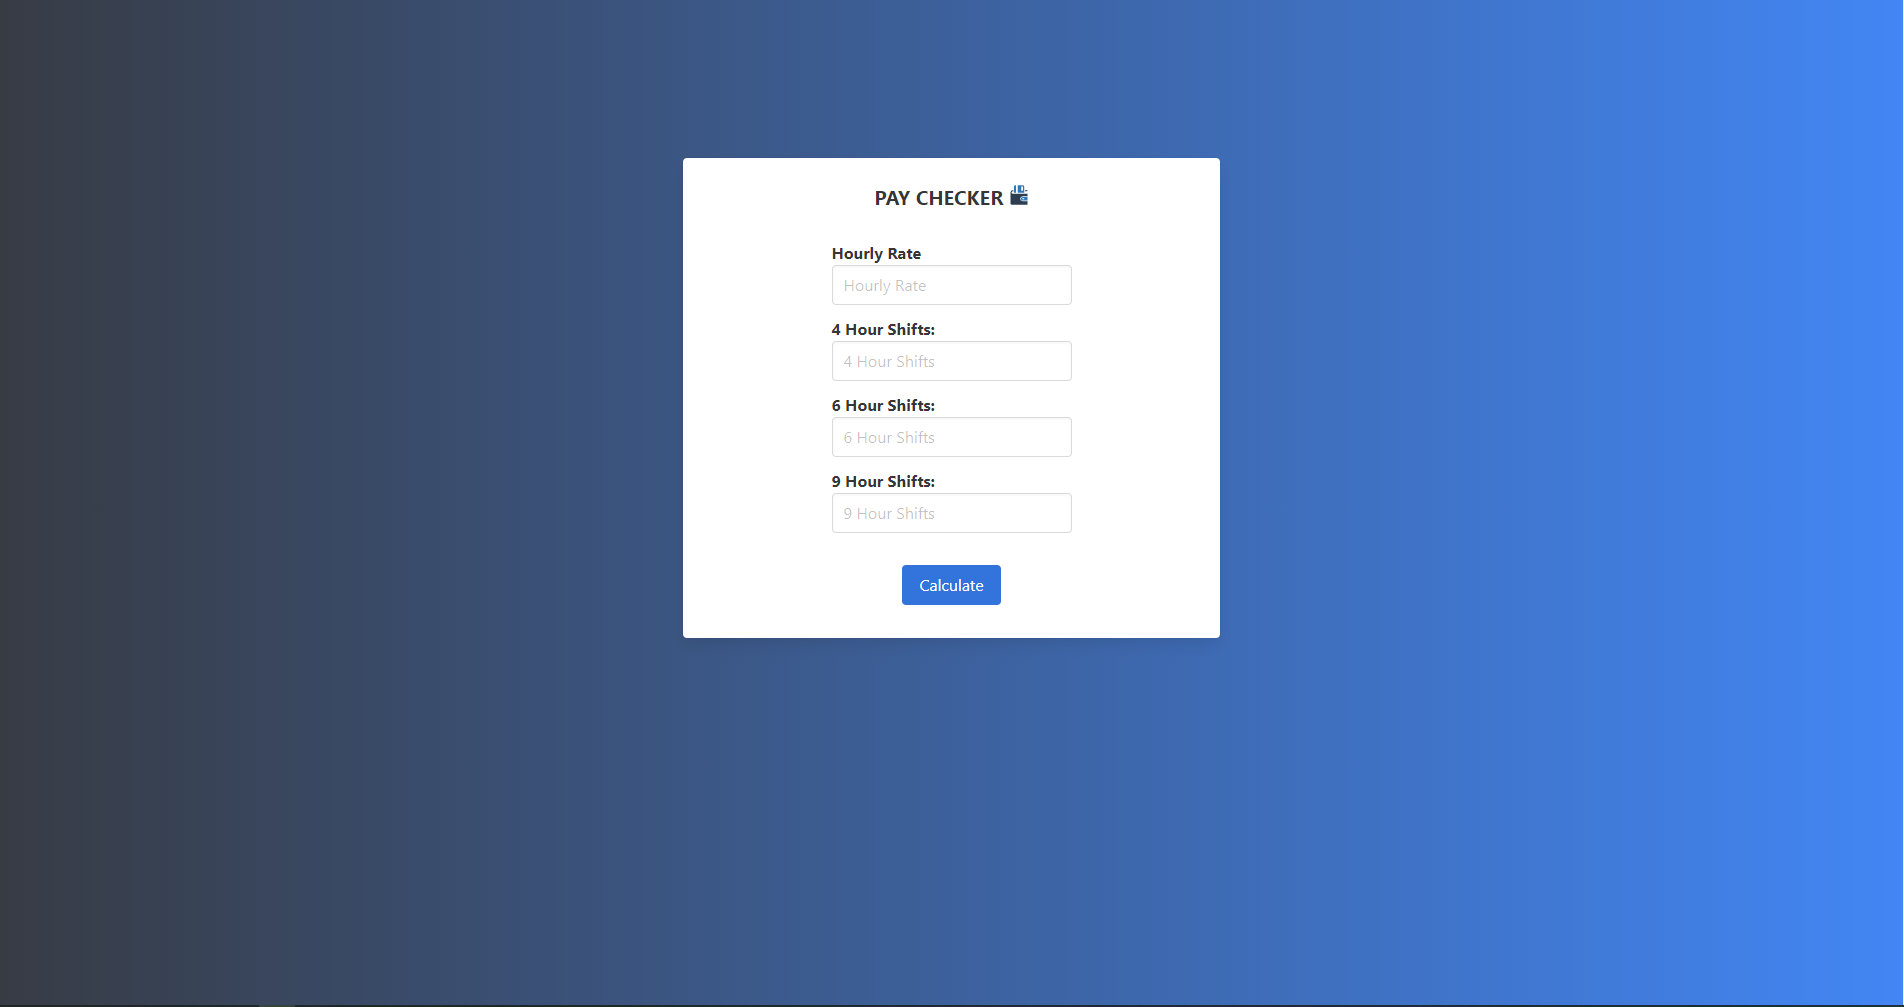 PAY CHECKER
Hourly Rate
Hourly Rate
4 Hour Shifts:
4 Hour Shifts
6 Hour Shifts:
6 Hour Shifts
9 Hour Shifts:
9 Hour Shifts
Calculate